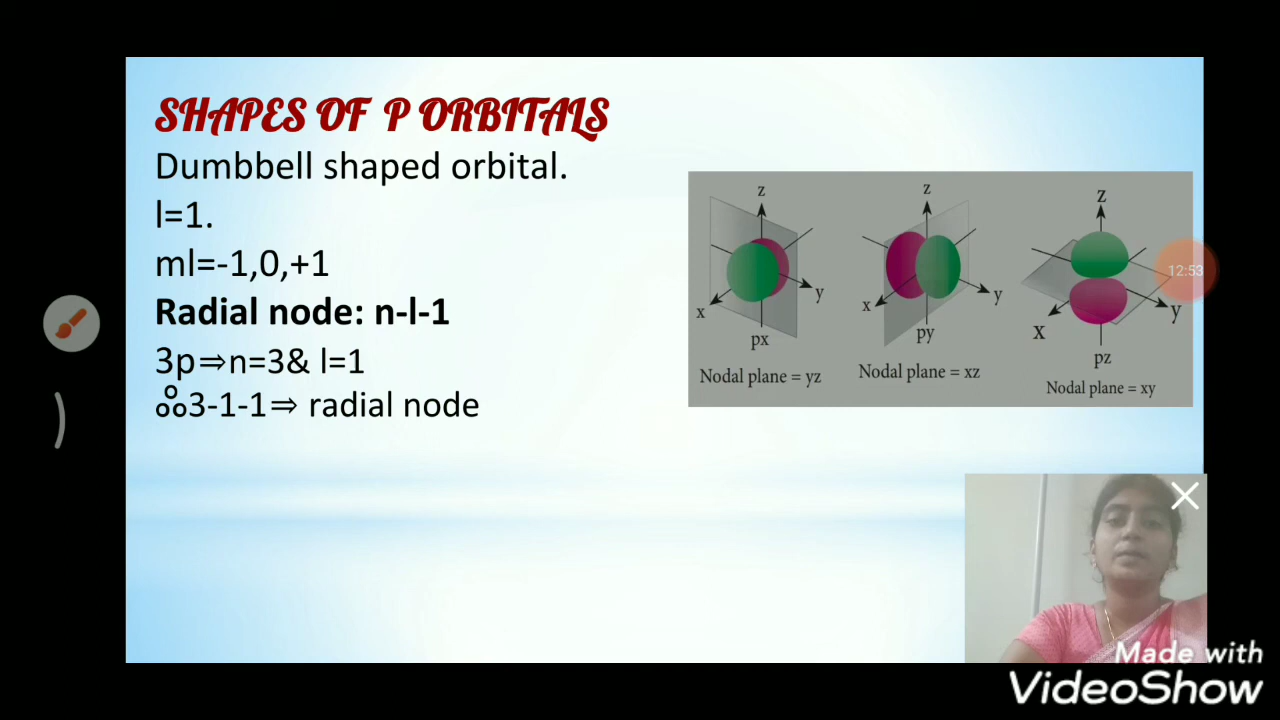 SHAPES OF P ORBITALS
Dumbbell shaped orbital.
l=1.
ml=-1,0,+1
Radial node: n-l-1
3p⇒n=3& l=1
3-1-1⇒ radial node
z
y
x
px
Nodal plane = yz
z
y
x
py
Nodal plane = xz
z
y
x
pz
Nodal plane = xy
12:53
Made with
VideoShow